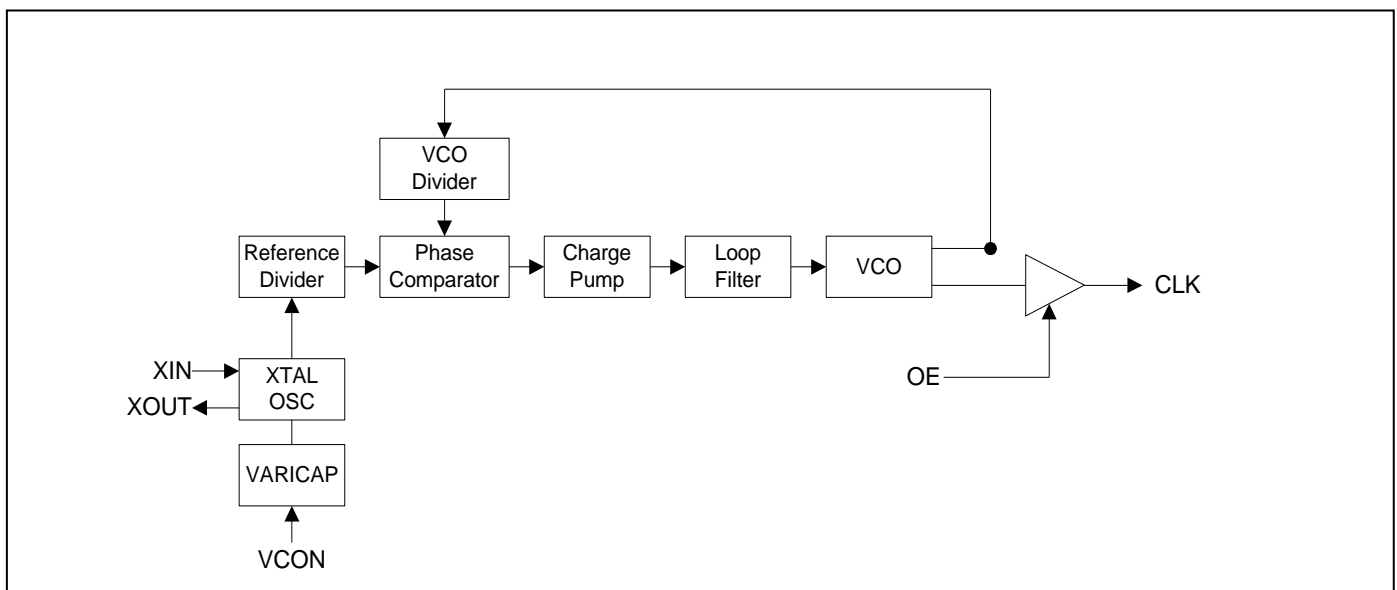 VCO
Divider
Reference
Divider
Phase
Comparator
Charge
Pump
Loop
Filter
VCO
CLK
XIN
XOUT
XTAL
OSC
OE
VARICAP
VCON